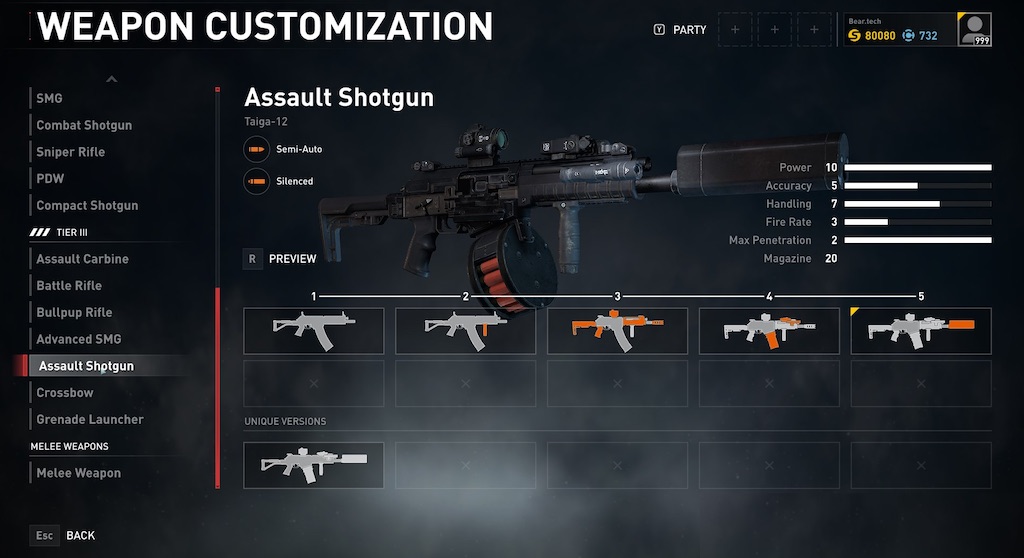 WEAPON CUSTOMIZATION
Y PARTY
Bear.tech
80080 732
999
SMG
Combat Shotgun
Sniper Rifle
PDW
Compact Shotgun
TIER III
Assault Carbine
Battle Rifle
Bullpup Rifle
Advanced SMG
Assault Shotgun
Crossbow
Grenade Launcher
MELEE WEAPONS
Melee Weapon
Assault Shotgun
Taiga-12
Semi-Auto
Silenced
R PREVIEW
Power 10
Accuracy 5
Handling 7
Fire Rate 3
Max Penetration 2
Magazine 20
1 2 3 4 5
UNIQUE VERSIONS
Esc BACK